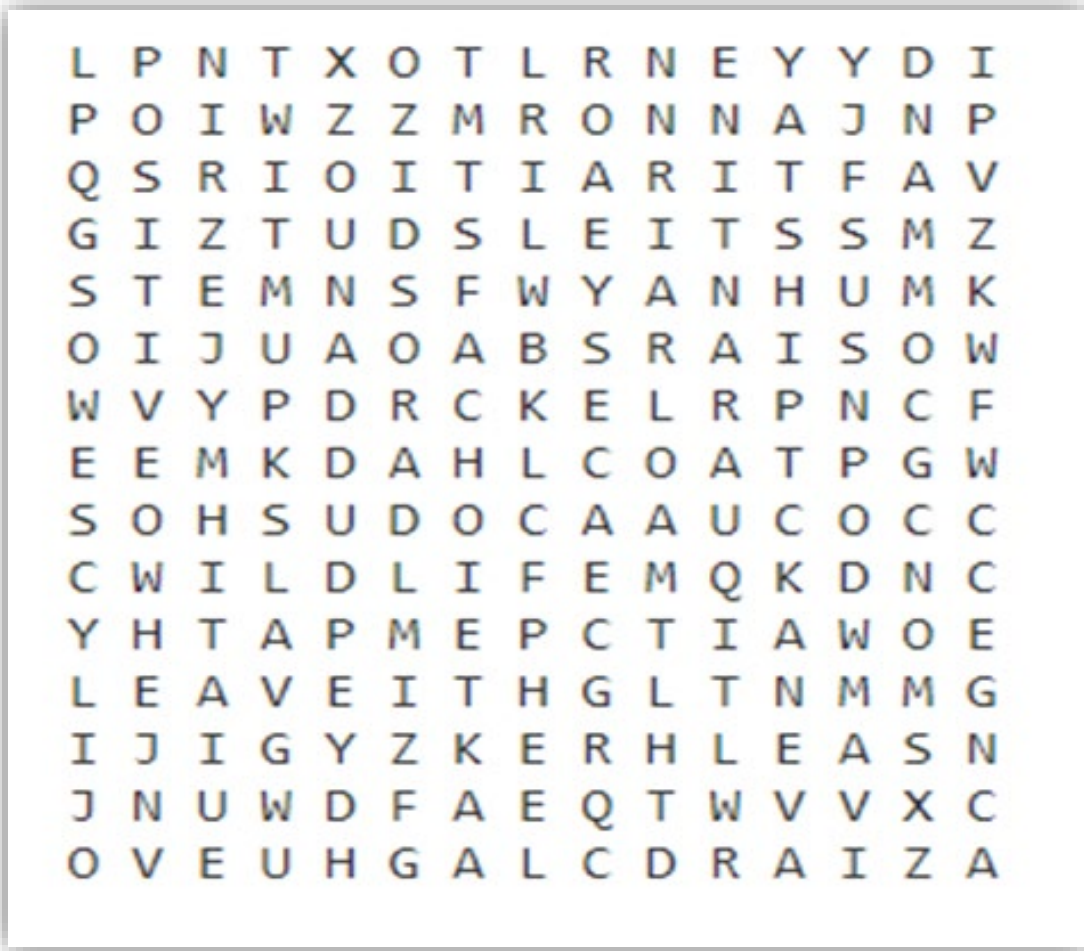 L P N T X O T L R N E Y Y D I
P O I W Z Z M R O N N A J N P
Q S R I O I T I A R I T F A V
G I Z T U D S L E I T S S M Z
S T E M N S F W Y A N H U M K
O I J U A O A B S R A I S O W
W V Y P D R C K E L R P N C F
E E M K D A H L C O A T P G W
S O H S U D O C A A U C O C C
C W I L D L I F E M Q K D N C
Y H T A P M E P C T I A W O E
L E A V E I T H G L T N M M G
I J I G Y Z K E R H L E A S N
J N U W D F A E Q T W V V X C
O V E U H G A L C D R A I Z A